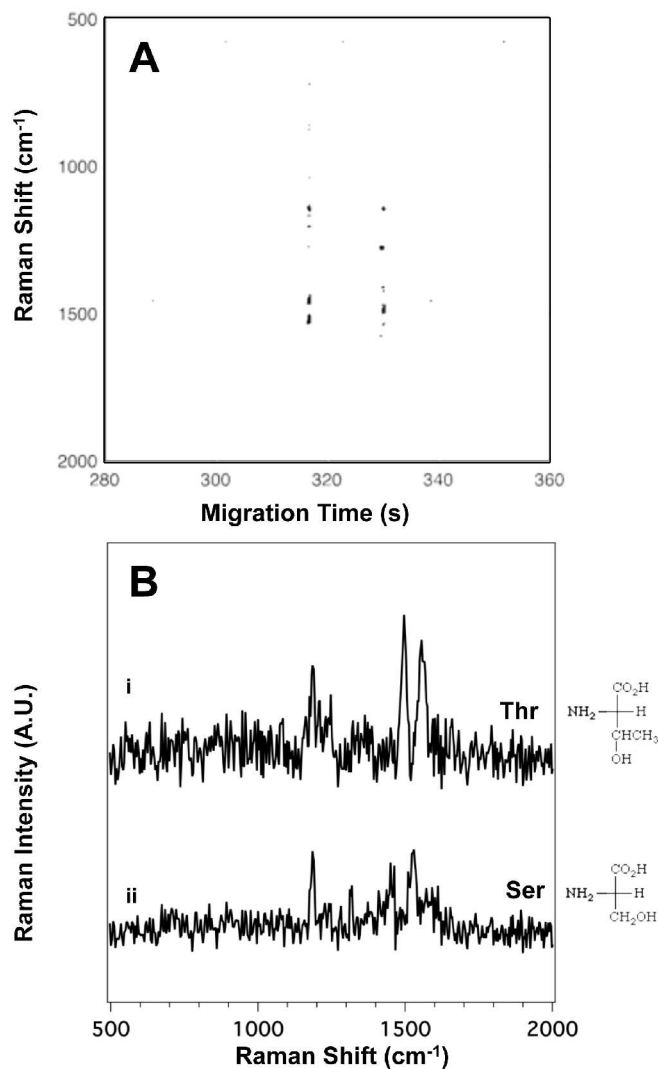 A
500
1000
1500
2000
280
300
320
340
360
Raman Shift (cm⁻¹)
Migration Time (s)
B
i
Thr
CO₂H
NH₂ H
CHCH₃
OH
ii
Ser
CO₂H
NH₂ H
CH₂OH
Raman Intensity (A.U.)
500
1000
1500
2000
Raman Shift (cm⁻¹)